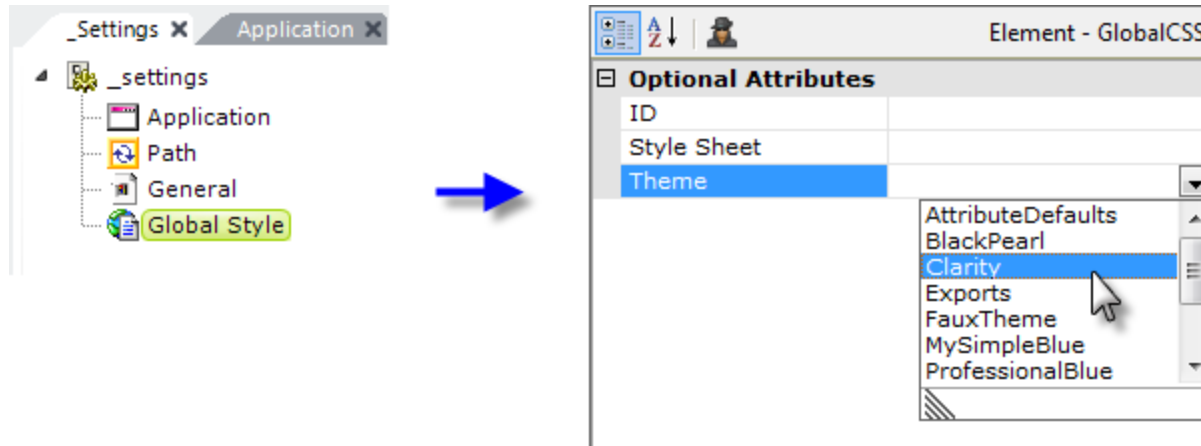 _Settings Application
_settings
Application
Path
General
Global Style
A Z Element - GlobalCSS
Optional Attributes
ID
Style Sheet
Theme
AttributeDefaults
BlackPearl
Clarity
Exports
FauxTheme
MySimpleBlue
ProfessionalBlue